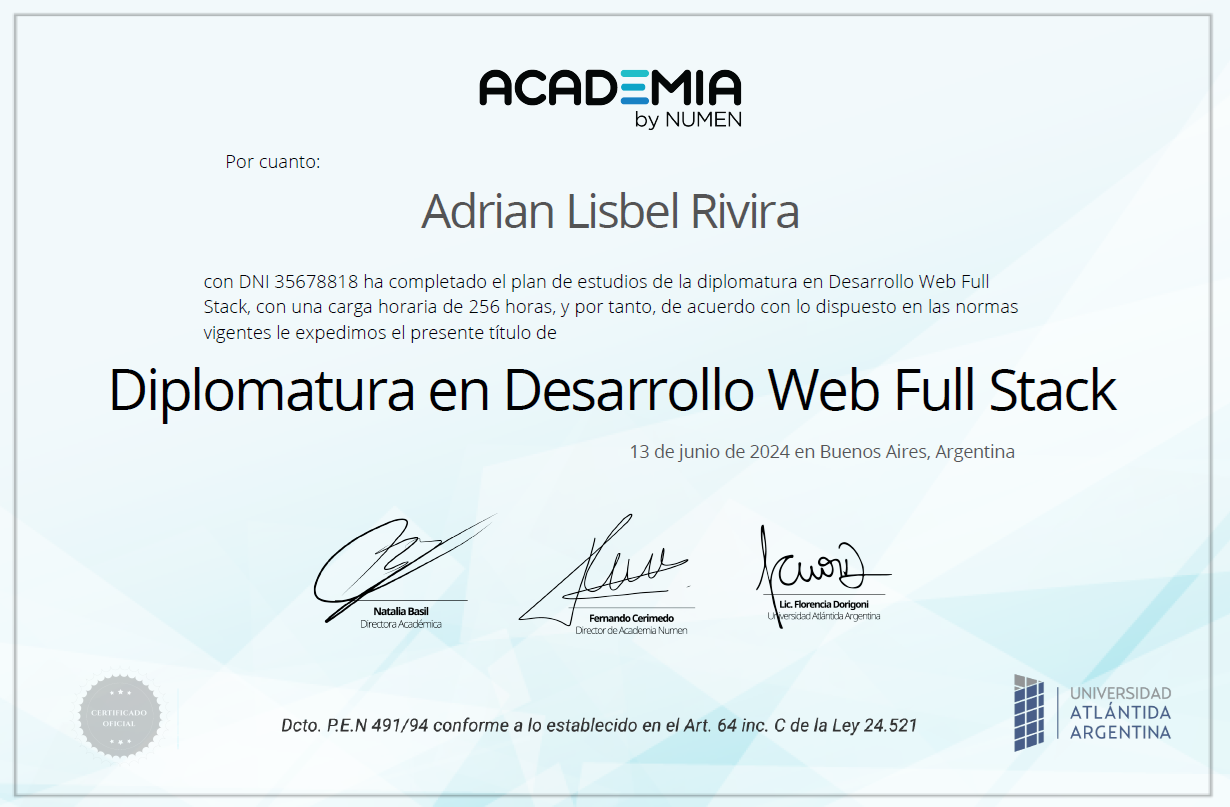 ACADEMIA
by NUMEN
Por cuanto:
Adrian Lisbel Rivira
con DNI 35678818 ha completado el plan de estudios de la diplomatura en Desarrollo Web Full
Stack, con una carga horaria de 256 horas, y por tanto, de acuerdo con lo dispuesto en las normas
vigentes le expedimos el presente título de
Diplomatura en Desarrollo Web Full Stack
13 de junio de 2024 en Buenos Aires, Argentina
Natalia Basil
Directora Académica
Fernando Cerimedo
Director de Academia Numen
Lic. Florencia Dorigoni
Universidad Atlántida Argentina
CERTIFICADO
OFICIAL
Dcto. P.E.N 491/94 conforme a lo establecido en el Art. 64 inc. C de la Ley 24.521
UNIVERSIDAD
ATLÁNTIDA
ARGENTINA